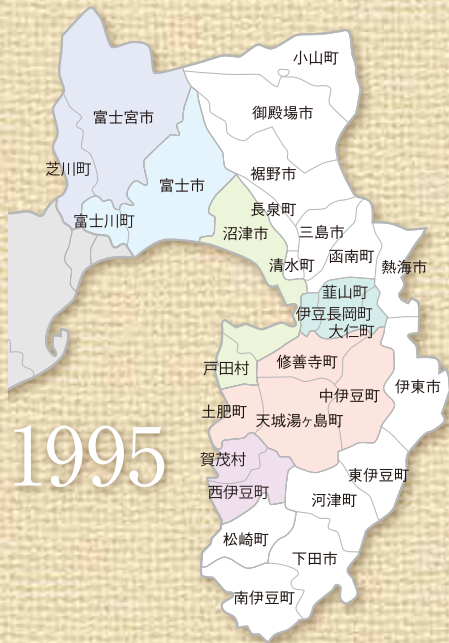 小山町
御殿場市
富士宮市
裾野市
芝川町
富士市
長泉町
富士川町
沼津市
三島市
函南町
清水町
熱海市
韮山町
伊豆長岡町
大仁町
戸田村
修善寺町
伊東市
中伊豆町
土肥町
天城湯ヶ島町
1995
賀茂村
東伊豆町
西伊豆町
河津町
松崎町
下田市
南伊豆町